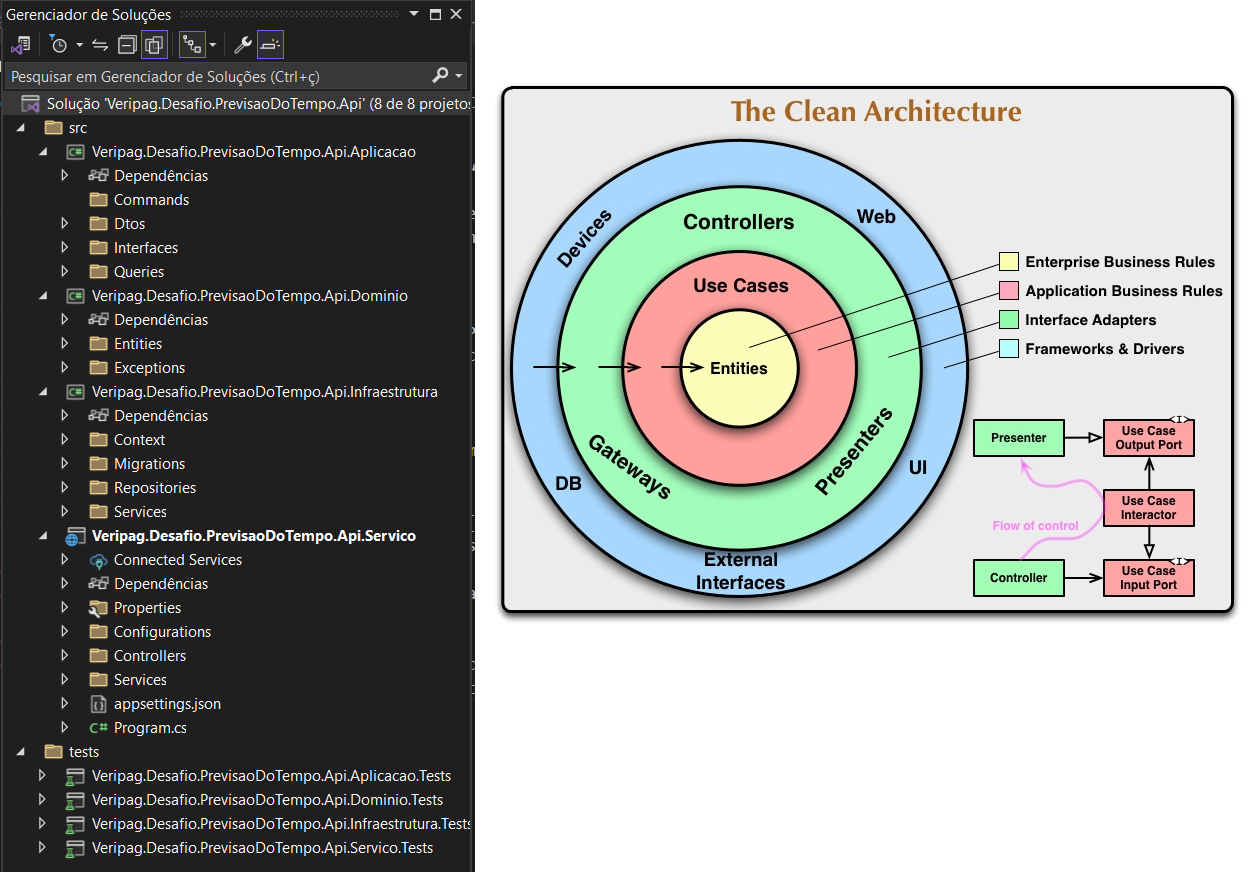 Gerenciador de Soluções
Pesquisar em Gerenciador de Soluções (Ctrl+ç)
Solução 'Veripag.Desafio.PrevisaoDoTempo.Api' (8 de 8 projeto
src
C# Veripag.Desafio.PrevisaoDoTempo.Api.Aplicacao
Dependências
Commands
Dtos
Interfaces
Queries
C# Veripag.Desafio.PrevisaoDoTempo.Api.Dominio
Dependências
Entities
Exceptions
C# Veripag.Desafio.PrevisaoDoTempo.Api.Infraestrutura
Dependências
Context
Migrations
Repositories
Services
Veripag.Desafio.PrevisaoDoTempo.Api.Servico
Connected Services
Dependências
Properties
Configurations
Controllers
Services
appsettings.json
C# Program.cs
tests
Veripag.Desafio.PrevisaoDoTempo.Api.Aplicacao.Tests
Veripag.Desafio.PrevisaoDoTempo.Api.Dominio.Tests
Veripag.Desafio.PrevisaoDoTempo.Api.Infraestrutura.Tests
Veripag.Desafio.PrevisaoDoTempo.Api.Servico.Tests
The Clean Architecture
Devices
Web
Controllers
Use Cases
Entities
Gateways
Presenters
DB
UI
External
Interfaces
Enterprise Business Rules
Application Business Rules
Interface Adapters
Frameworks & Drivers
Presenter
<I>
Use Case
Output Port
Use Case
Interactor
Flow of control
Controller
<I>
Use Case
Input Port